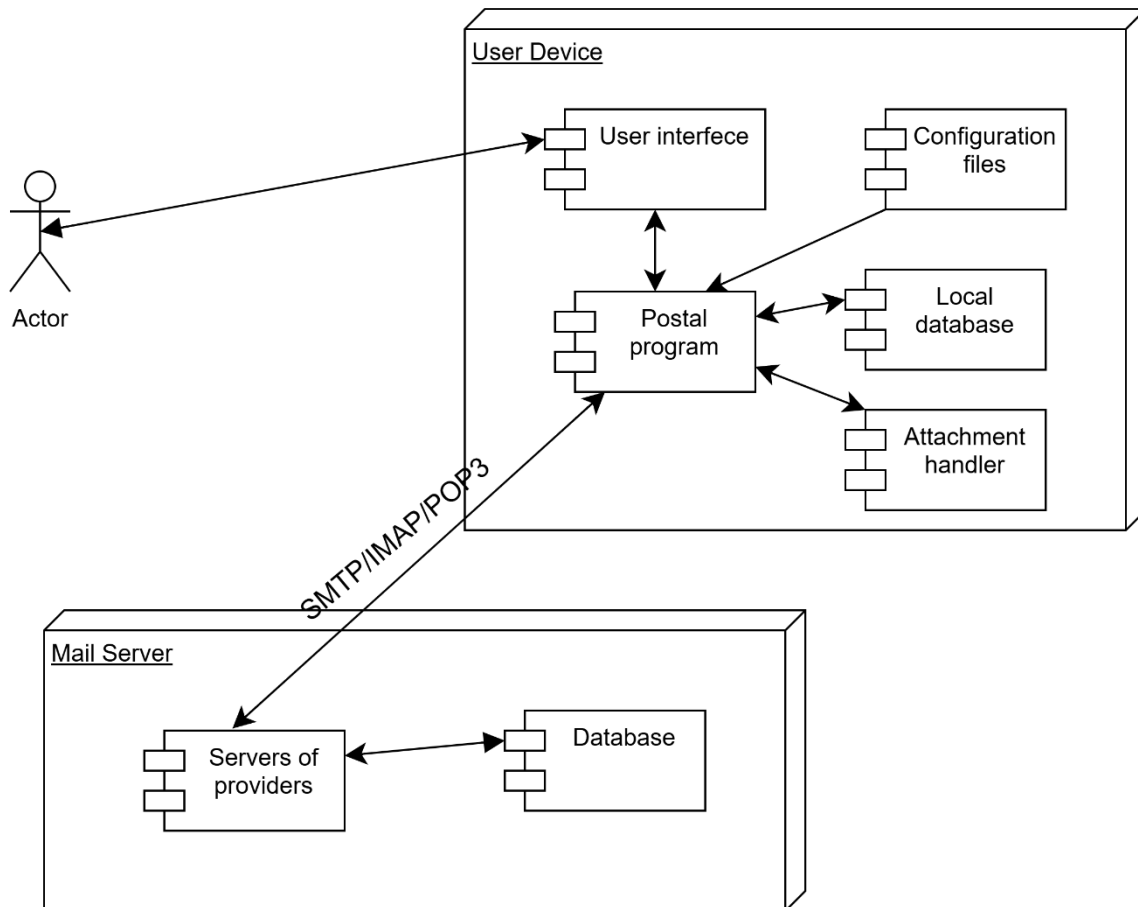 User Device
User interfece
Configuration
files
Actor
Postal
program
Local
database
Attachment
handler
SMTP/IMAP/POP3
Mail Server
Servers of
providers
Database